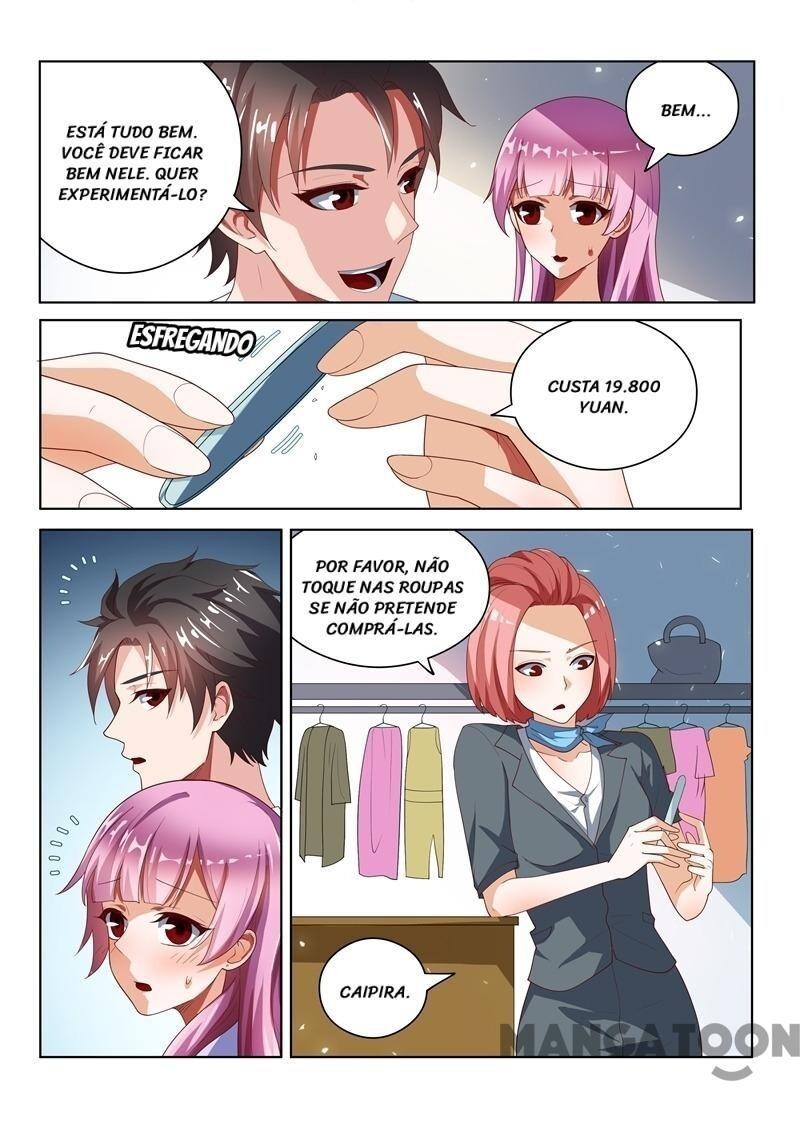 ESTÁ TUDO BEM.
VOCÊ DEVE FICAR
BEM NELE. QUER
EXPERIMENTÁ-LO?
BEM...
ESFREGANDO
CUSTA 19.800
YUAN.
POR FAVOR, NÃO
TOQUE NAS ROUPAS
SE NÃO PRETENDE
COMPRÁ-LAS.
CAIPIRA.
MANGATOON